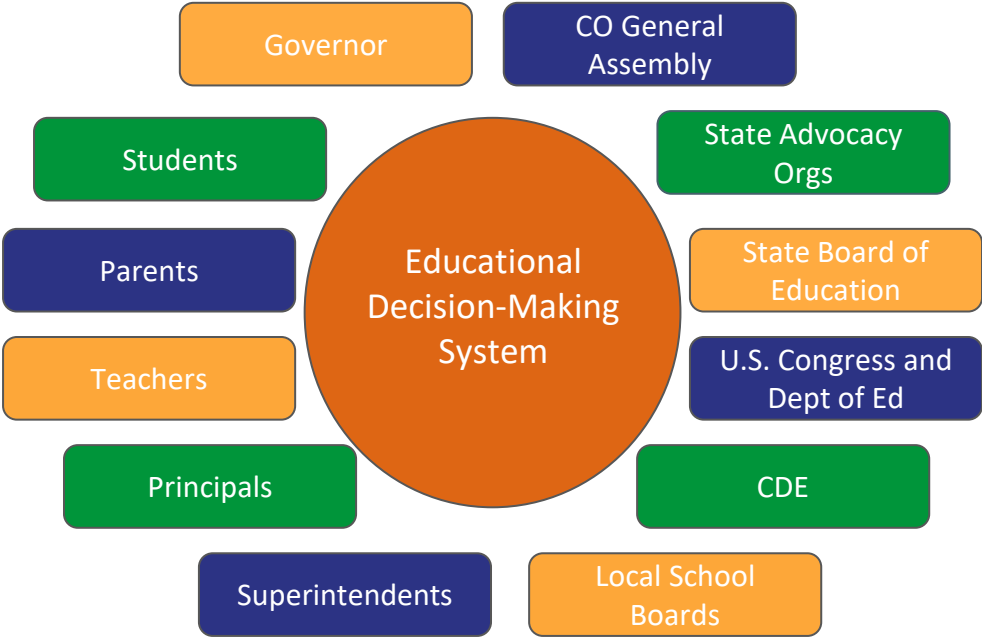 Governor
CO General
Assembly
Students
State Advocacy
Orgs
Parents
Educational
Decision-Making
System
State Board of
Education
Teachers
U.S. Congress and
Dept of Ed
Principals
CDE
Superintendents
Local School
Boards